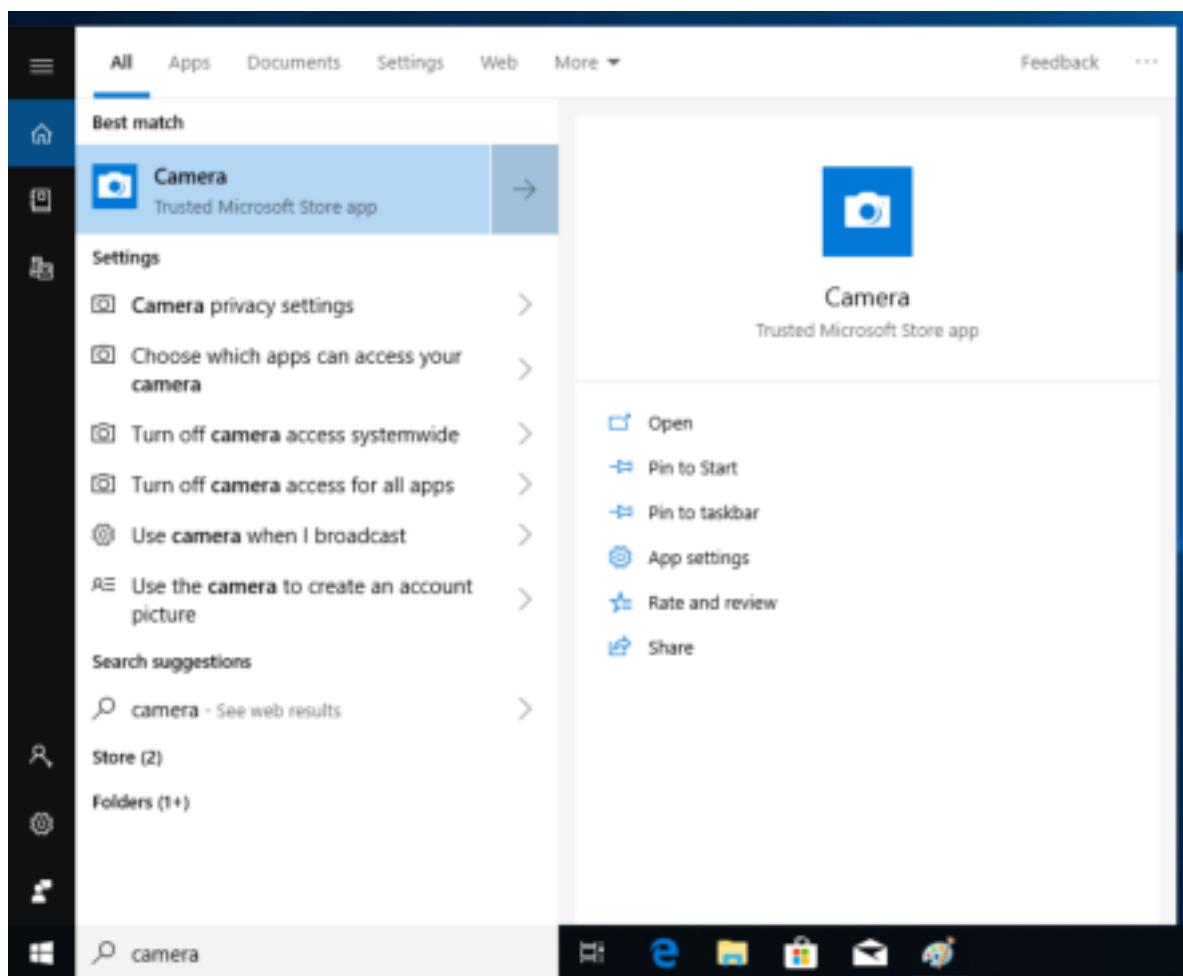 All Apps Documents Settings Web More Feedback ...
Best match
Camera
Trusted Microsoft Store app
Settings
Camera privacy settings
Choose which apps can access your
camera
Turn off camera access systemwide
Turn off camera access for all apps
Use camera when I broadcast
Use the camera to create an account
picture
Search suggestions
camera - See web results
Store (2)
Folders (1+)
camera
Camera
Trusted Microsoft Store app
Open
Pin to Start
Pin to taskbar
App settings
Rate and review
Share